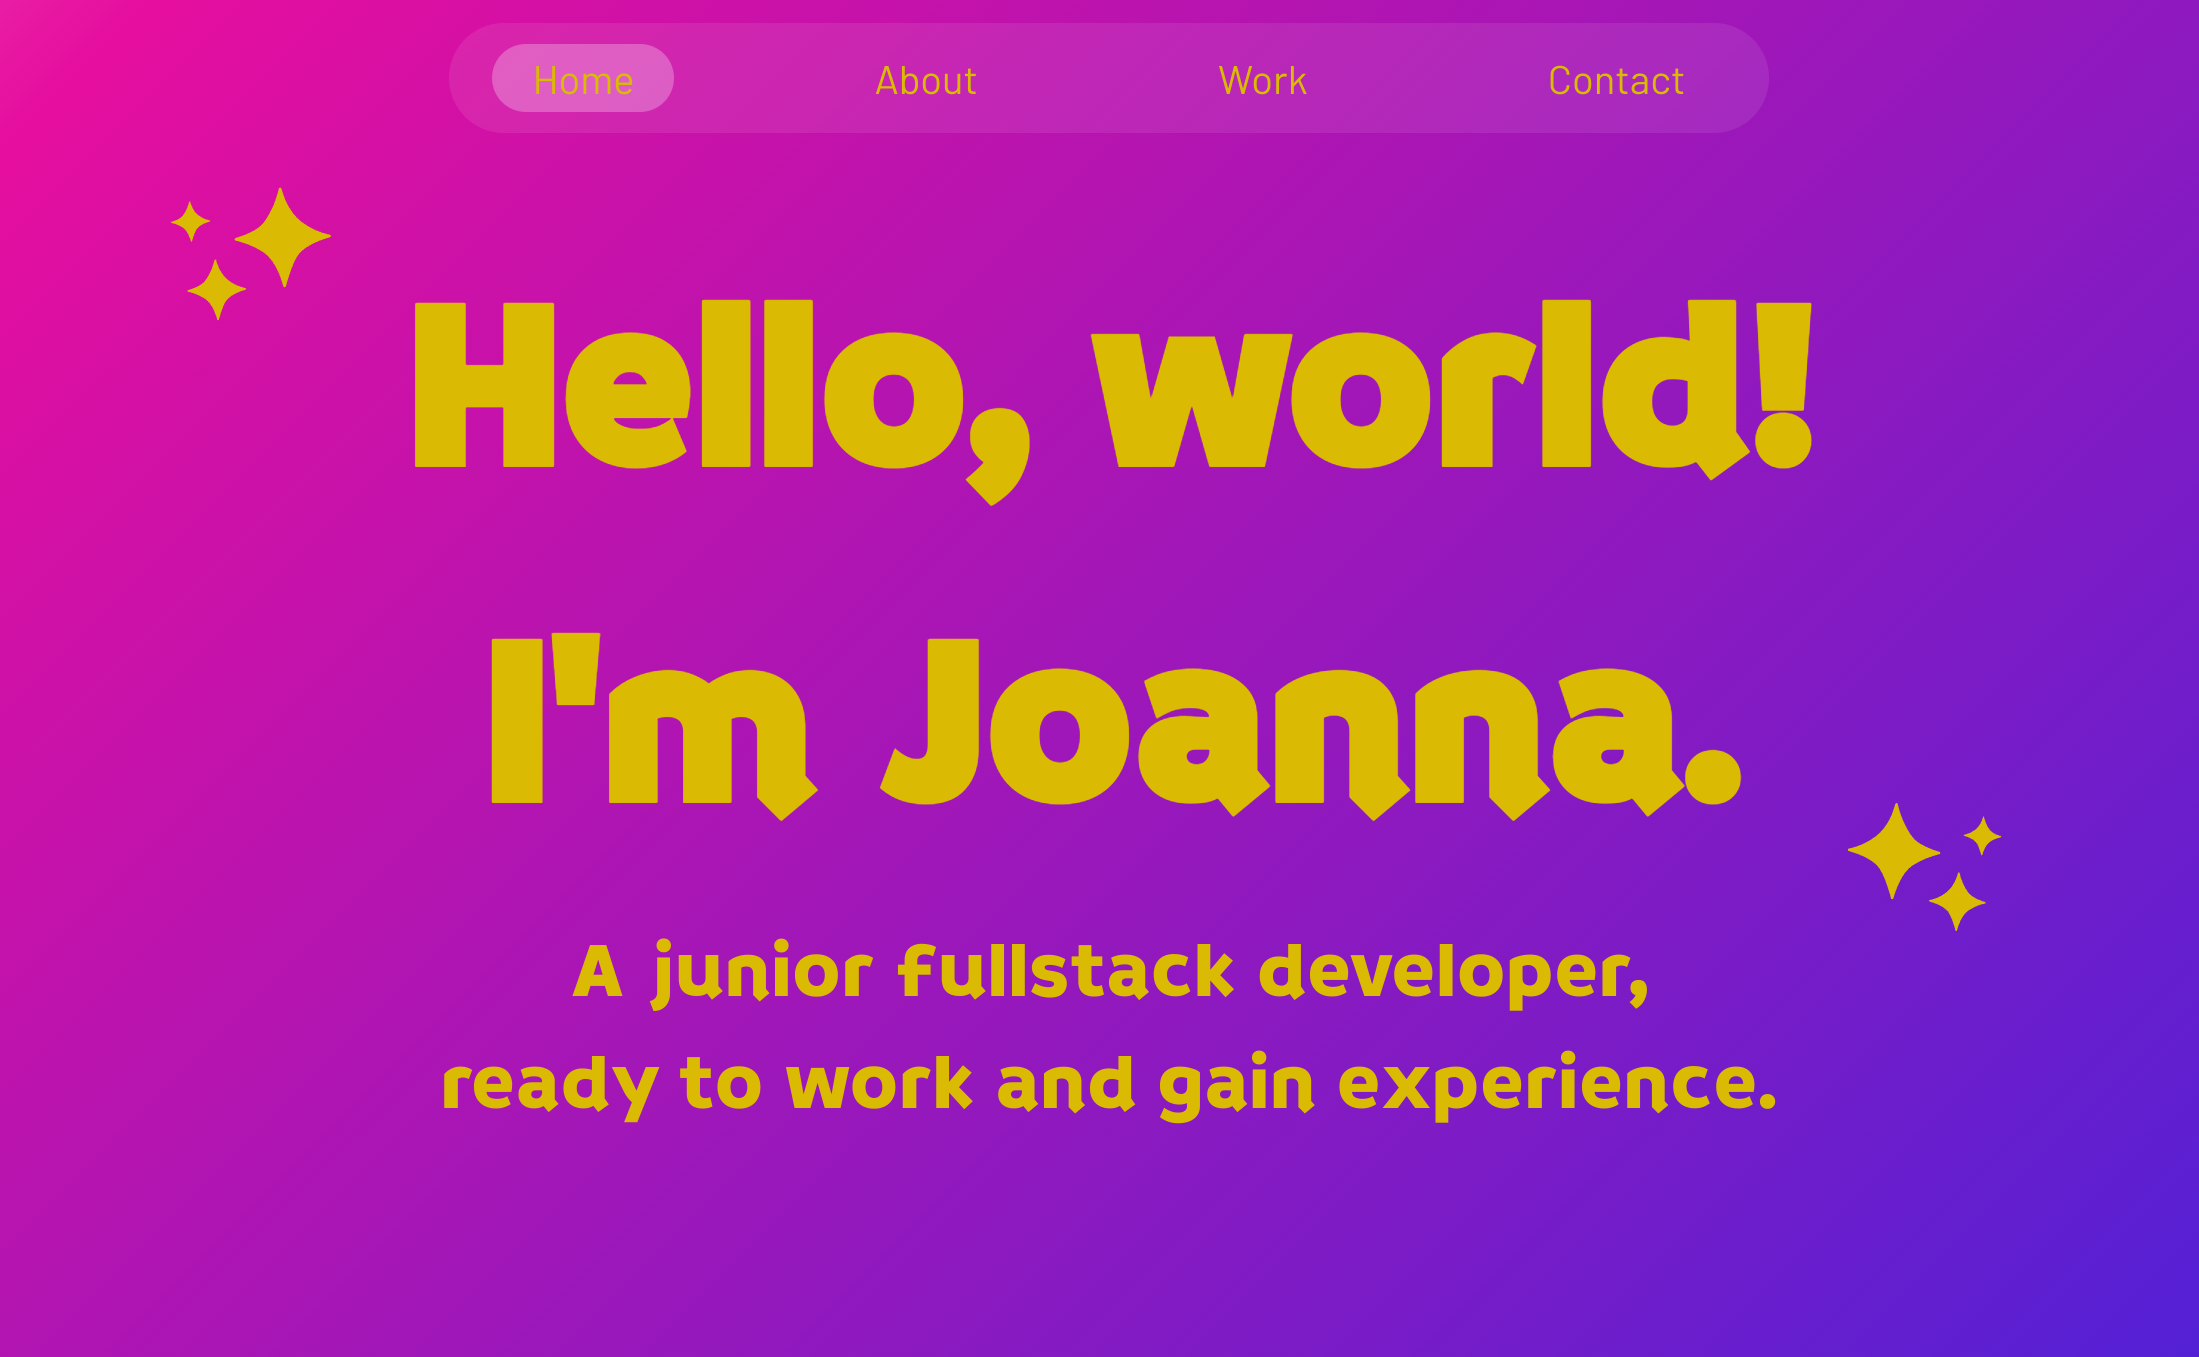 Home About Work Contact
Hello, world!
I'm Joanna.
A junior fullstack developer,
ready to work and gain experience.